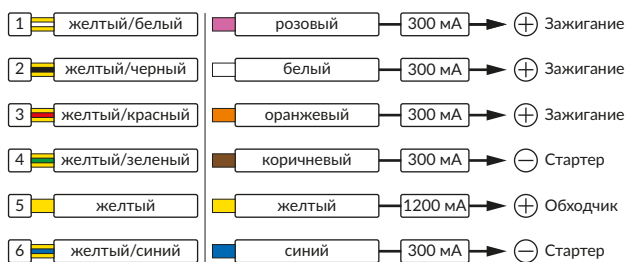 1 желтый/белый розовый 300 мА + Зажигание
2 желтый/черный белый 300 мА + Зажигание
3 желтый/красный оранжевый 300 мА + Зажигание
4 желтый/зеленый коричневый 300 мА − Стартер
5 желтый желтый 1200 мА + Обходчик
6 желтый/синий синий 300 мА − Стартер